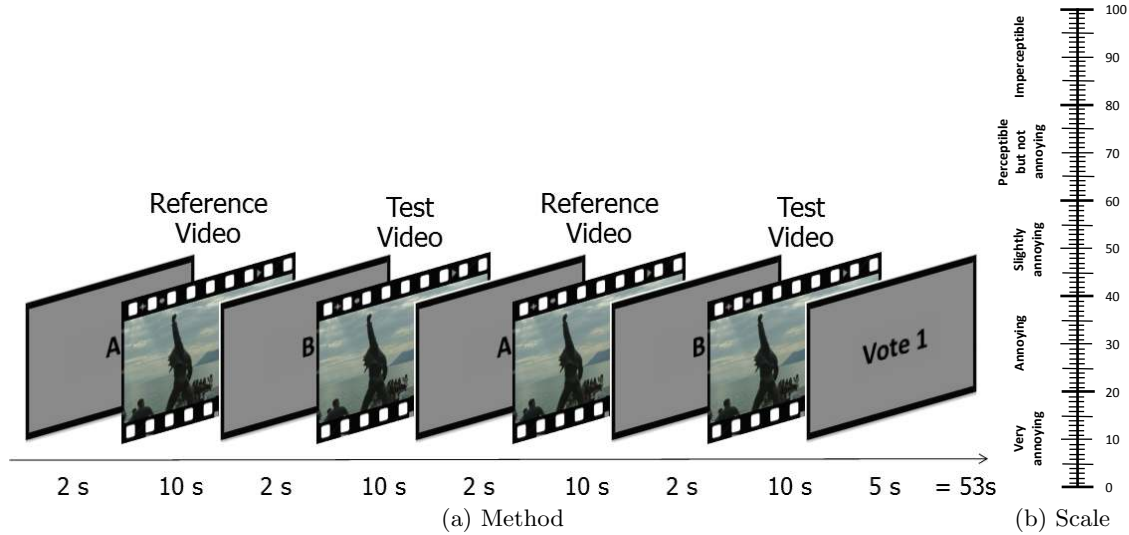 Reference
Video
Test
Video
Reference
Video
Test
Video
A
B
A
B
Vote 1
2 s 10 s 2 s 10 s 2 s 10 s 2 s 10 s 5 s = 53s
(a) Method
100
90
80
70
60
50
40
30
20
10
0
Imperceptible
Perceptible
but not
annoying
Slightly
annoying
Annoying
Very
annoying
(b) Scale